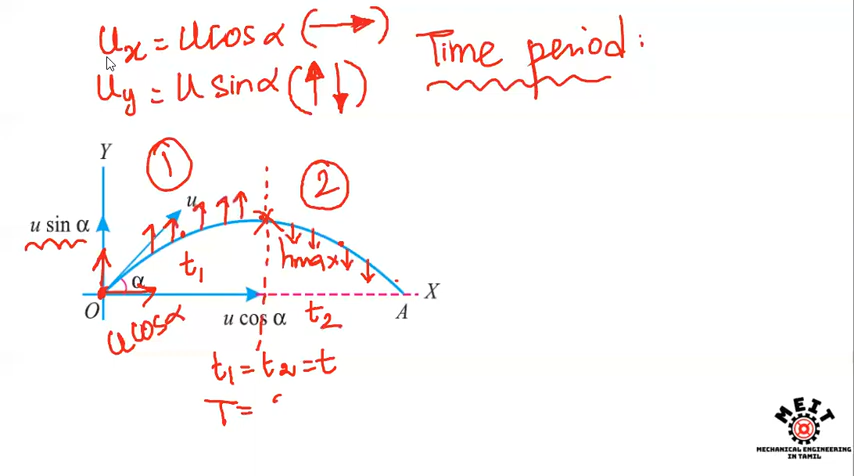 uₓ = u cos α (→)
Time period :
u_y = u sin α (↑↓)
Y
①
②
u
u sin α
t₁
hmax
α
O
u cos α
A
X
u cos α
t₂
t₁ = t₂ = t
T =
MEIT
MECHANICAL ENGINEERING
IN TAMIL